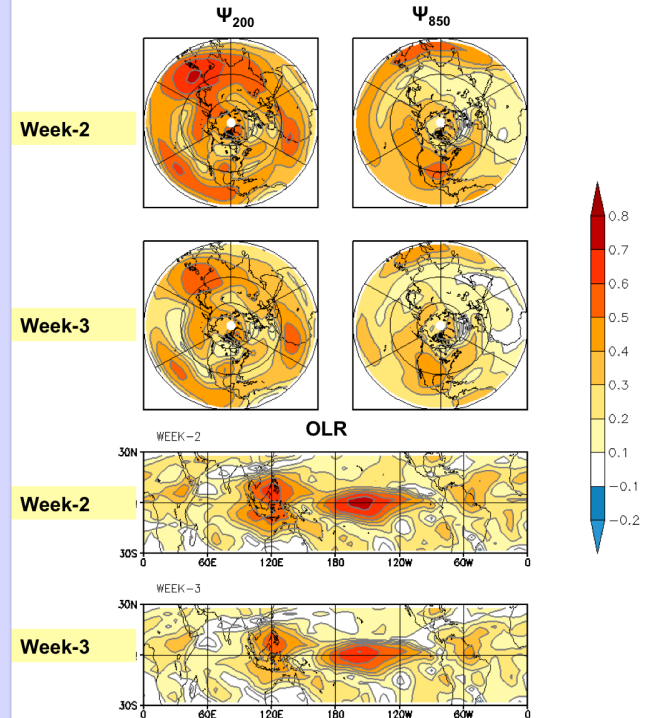 Ψ200 Ψ850
Week-2
Week-3
0.8
0.7
0.6
0.5
0.4
0.3
0.2
0.1
−0.1
−0.2
OLR
WEEK−2
Week-2
30N
30S
0 60E 120E 180 120W 60W 0
WEEK−3
Week-3
30N
30S
0 60E 120E 180 120W 60W 0